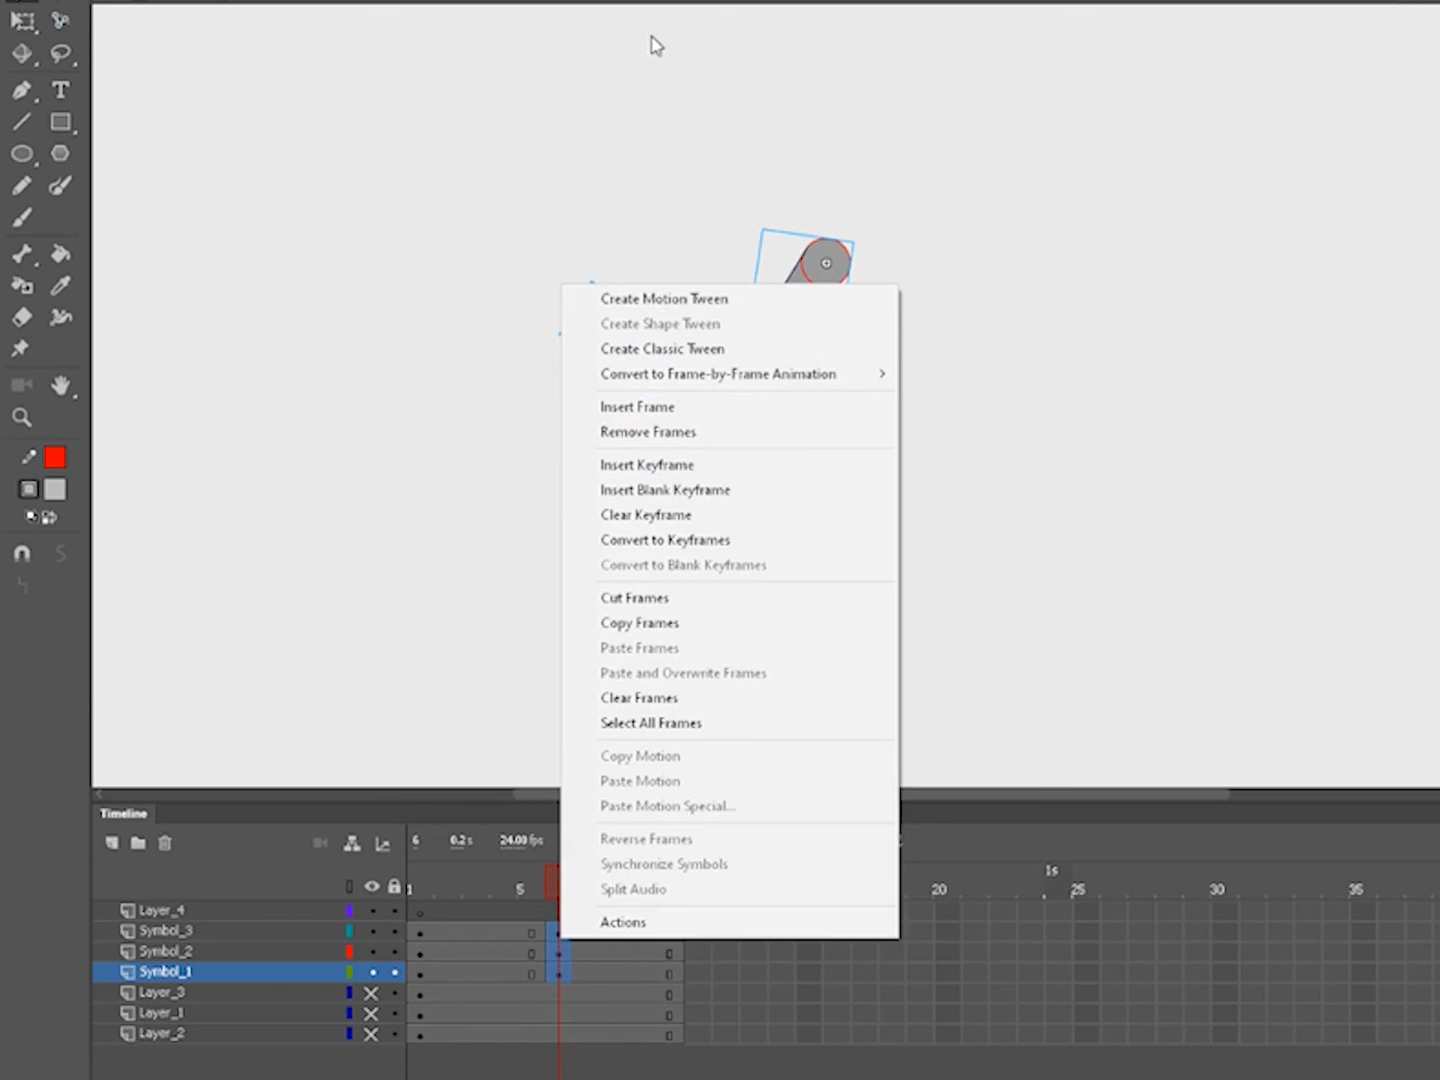 T
Create Motion Tween
Create Shape Tween
Create Classic Tween
Convert to Frame-by-Frame Animation
Insert Frame
Remove Frames
Insert Keyframe
Insert Blank Keyframe
Clear Keyframe
Convert to Keyframes
Convert to Blank Keyframes
Cut Frames
Copy Frames
Paste Frames
Paste and Overwrite Frames
Clear Frames
Select All Frames
Copy Motion
Paste Motion
Paste Motion Special...
Reverse Frames
Synchronize Symbols
Split Audio
Actions
Timeline
6 0.2 s 24.00 fps
1s
1 5 20 25 30 35
Layer_4
Symbol_3
Symbol_2
Symbol_1
Layer_3
Layer_1
Layer_2